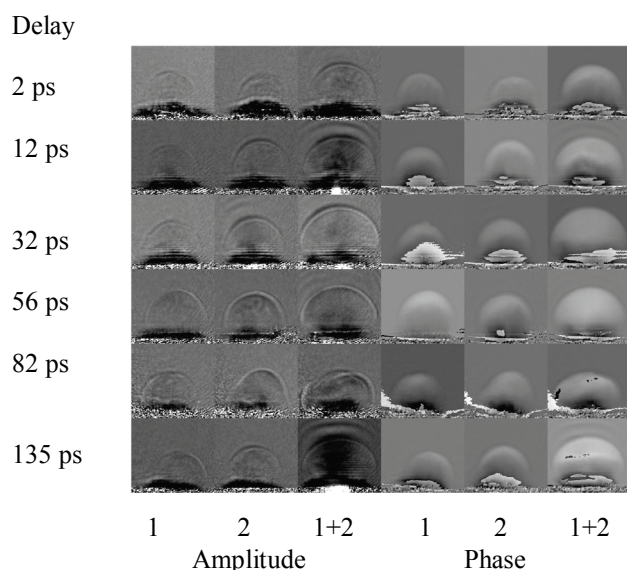 Delay
2 ps
12 ps
32 ps
56 ps
82 ps
135 ps
1 2 1+2 1 2 1+2
Amplitude Phase